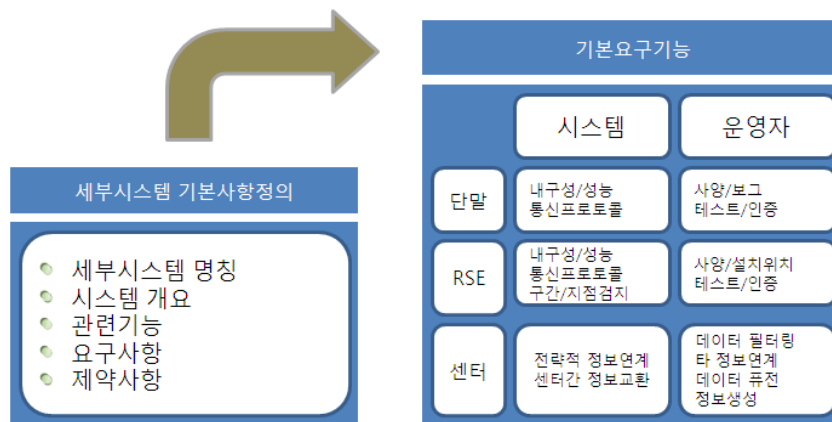 기본요구기능
시스템
운영자
세부시스템 기본사항정의
단말
내구성/성능
통신프로토콜
사양/보그
테스트/인증
RSE
내구성/성능
통신프로토콜
구간/지점검지
사양/설치위치
테스트/인증
센터
전략적 정보연계
센터간 정보교환
데이터 필터링
타 정보연계
데이터 퓨전
정보생성
세부시스템 명칭
시스템 개요
관련기능
요구사항
제약사항